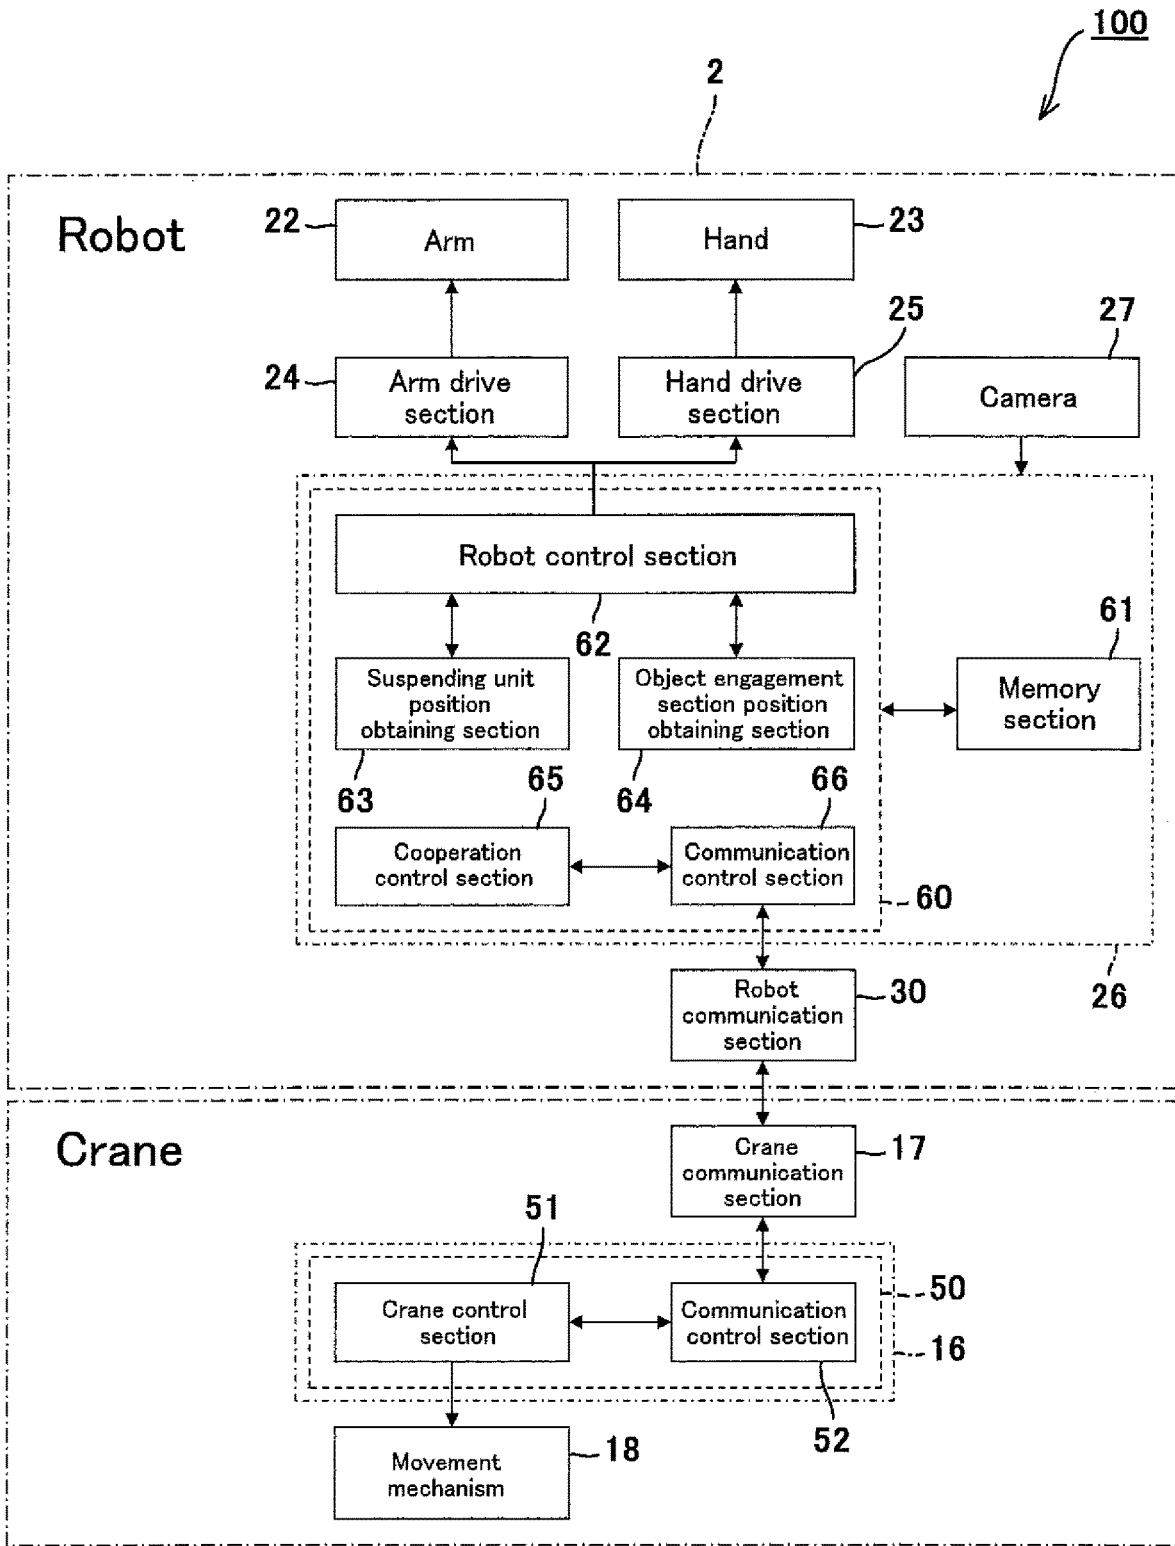 100
2
Robot
22
Arm
Hand
23
24
Arm drive
section
Hand drive
section
25
27
Camera
Robot control section
62
61
Suspending unit
position
obtaining section
Object engagement
section position
obtaining section
Memory
section
63
65
64
66
Cooperation
control section
Communication
control section
60
26
Robot
communication
section
30
Crane
Crane
communication
section
17
51
Crane control
section
Communication
control section
50
16
52
Movement
mechanism
18